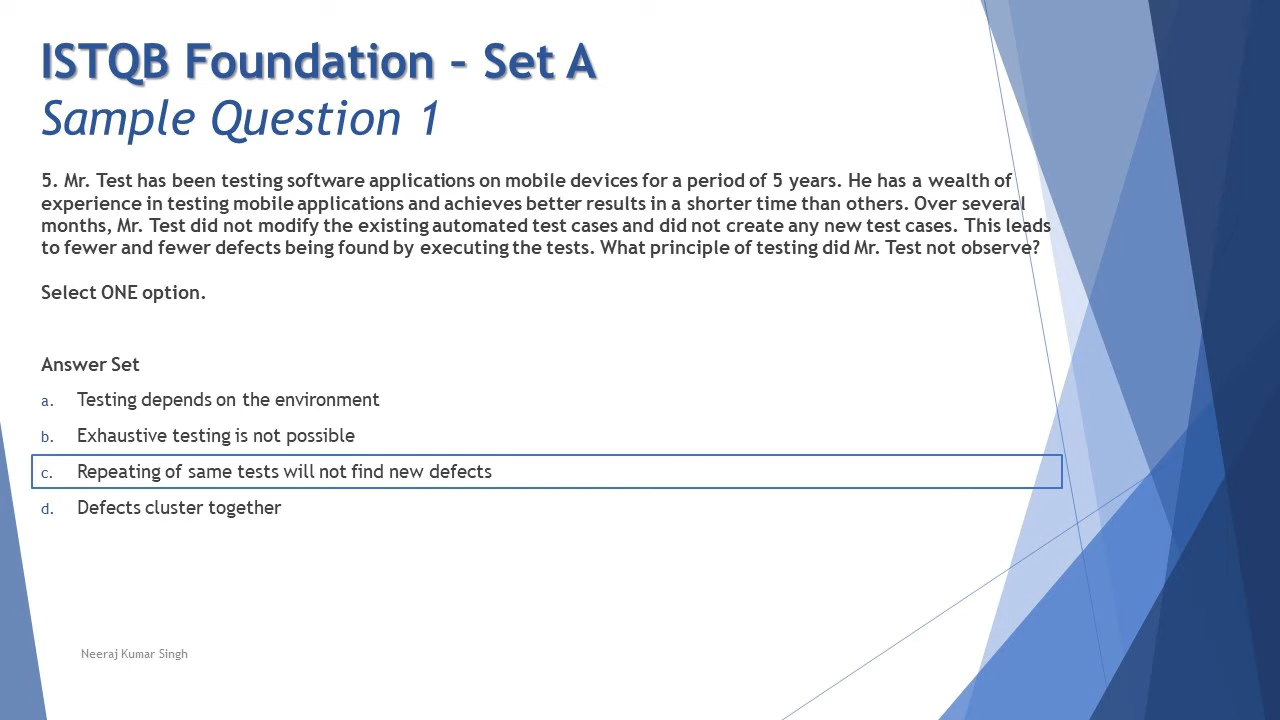 ISTQB Foundation – Set A
Sample Question 1
5. Mr. Test has been testing software applications on mobile devices for a period of 5 years. He has a wealth of
experience in testing mobile applications and achieves better results in a shorter time than others. Over several
months, Mr. Test did not modify the existing automated test cases and did not create any new test cases. This leads
to fewer and fewer defects being found by executing the tests. What principle of testing did Mr. Test not observe?
Select ONE option.
Answer Set
a. Testing depends on the environment
b. Exhaustive testing is not possible
c. Repeating of same tests will not find new defects
d. Defects cluster together
Neeraj Kumar Singh